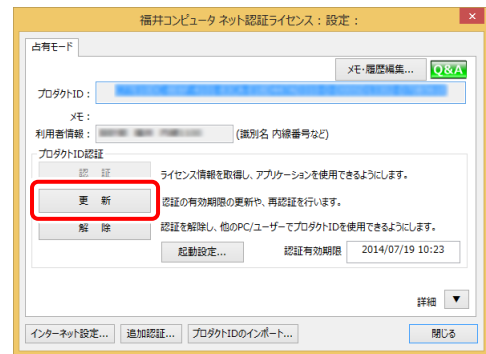 福井コンピュータ ネット認証ライセンス：設定：
占有モード
メモ・履歴編集... Q&A
プロダクトID：
メモ：
利用者情報： (識別名 内線番号など)
プロダクトID認証
認 証 ライセンス情報を取得し、アプリケーションを使用できるようにします。
更 新 認証の有効期限の更新や、再認証を行います。
解 除 認証を解除し、他のPC/ユーザーでプロダクトIDを使用できるようにします。
起動設定... 認証有効期限 2014/07/19 10:23
詳細 ▼
インターネット設定... 追加認証... プロダクトIDのインポート... 閉じる